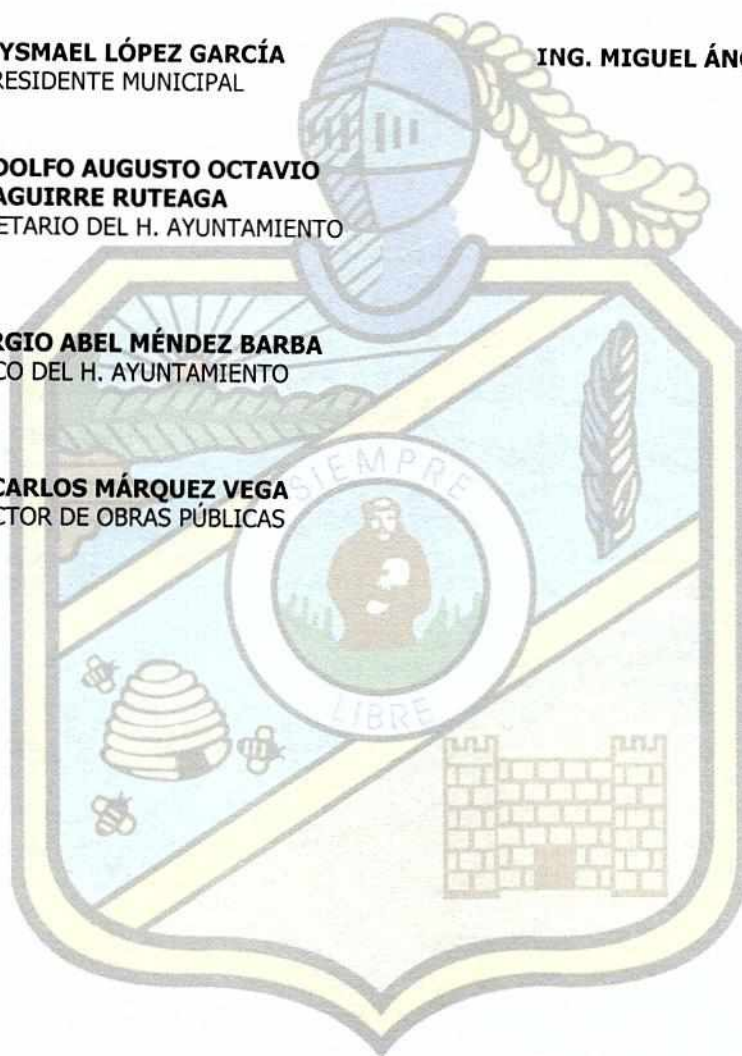 YSMAEL LÓPEZ GARCÍA
RESIDENTE MUNICIPAL
ING. MIGUEL
DOLFO AUGUSTO OCTAVIO
AGUIRRE RUTEAGA
ETARIO DEL H. AYUNTAMIENTO
RGIO ABEL MÉNDEZ BARBA
CO DEL H. AYUNTAMIENTO
CARLOS MÁRQUEZ VEGA
CTOR DE OBRAS PÚBLICAS
SIEMPRE
LIBRE